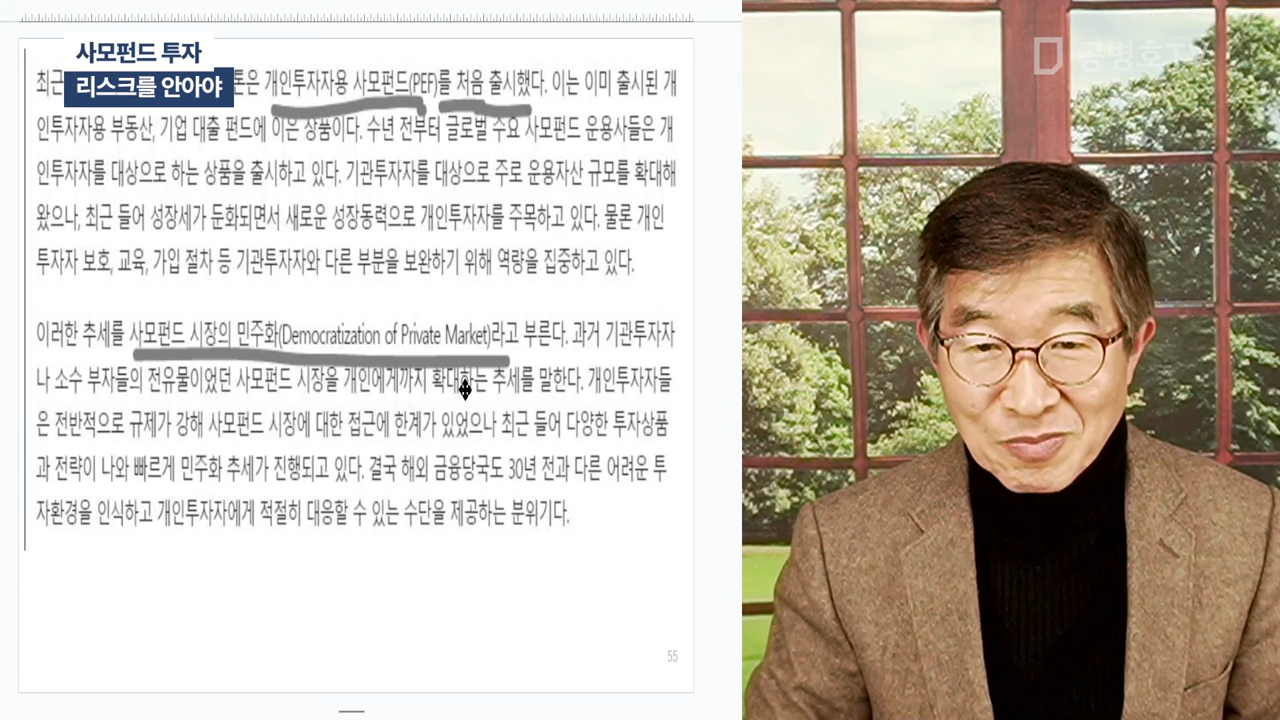 사모펀드 투자
리스크를 안아야
최근 론은 개인투자자용 사모펀드(PEF)를 처음 출시했다. 이는 이미 출시된 개
인투자자용 부동산, 기업 대출 펀드에 이은 상품이다. 수년 전부터 글로벌 주요 사모펀드 운용사들은 개
인투자자를 대상으로 하는 상품을 출시하고 있다. 기관투자자를 대상으로 주로 운용자산 규모를 확대해
왔으나, 최근 들어 성장세가 둔화되면서 새로운 성장동력으로 개인투자자를 주목하고 있다. 물론 개인
투자자 보호, 교육, 가입 절차 등 기관투자자와 다른 부분을 보완하기 위해 역량을 집중하고 있다.
이러한 추세를 사모펀드 시장의 민주화(Democratization of Private Market)라고 부른다. 과거 기관투자자
나 소수 부자들의 전유물이었던 사모펀드 시장을 개인에게까지 확대하는 추세를 말한다. 개인투자자들
은 전반적으로 규제가 강해 사모펀드 시장에 대한 접근에 한계가 있었으나 최근 들어 다양한 투자상품
과 전략이 나와 빠르게 민주화 추세가 진행되고 있다. 결국 해외 금융당국도 30년 전과 다른 어려운 투
자환경을 인식하고 개인투자자에게 적절히 대응할 수 있는 수단을 제공하는 분위기다.
55
공병호TV